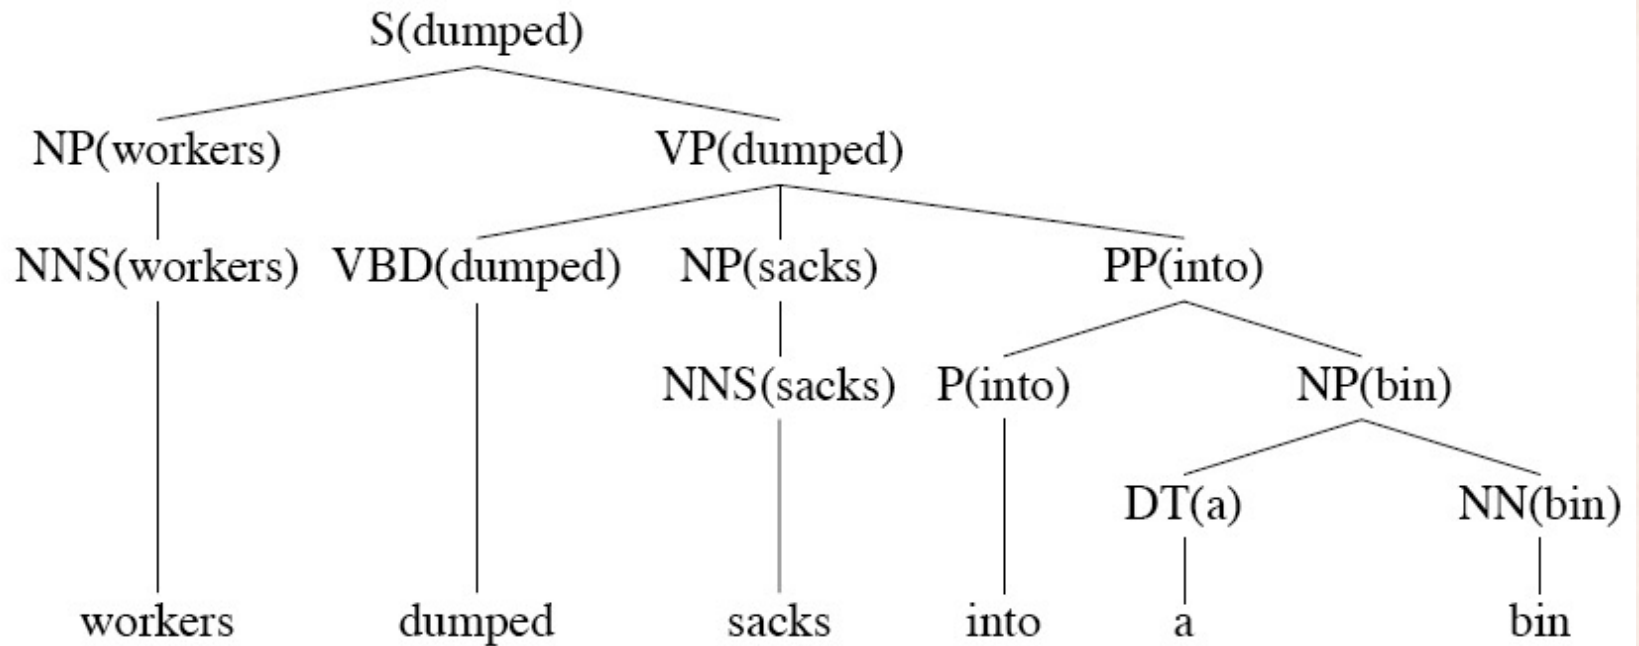 S(dumped)
NP(workers) VP(dumped)
NNS(workers) VBD(dumped) NP(sacks) PP(into)
NNS(sacks) P(into) NP(bin)
DT(a) NN(bin)
workers dumped sacks into a bin